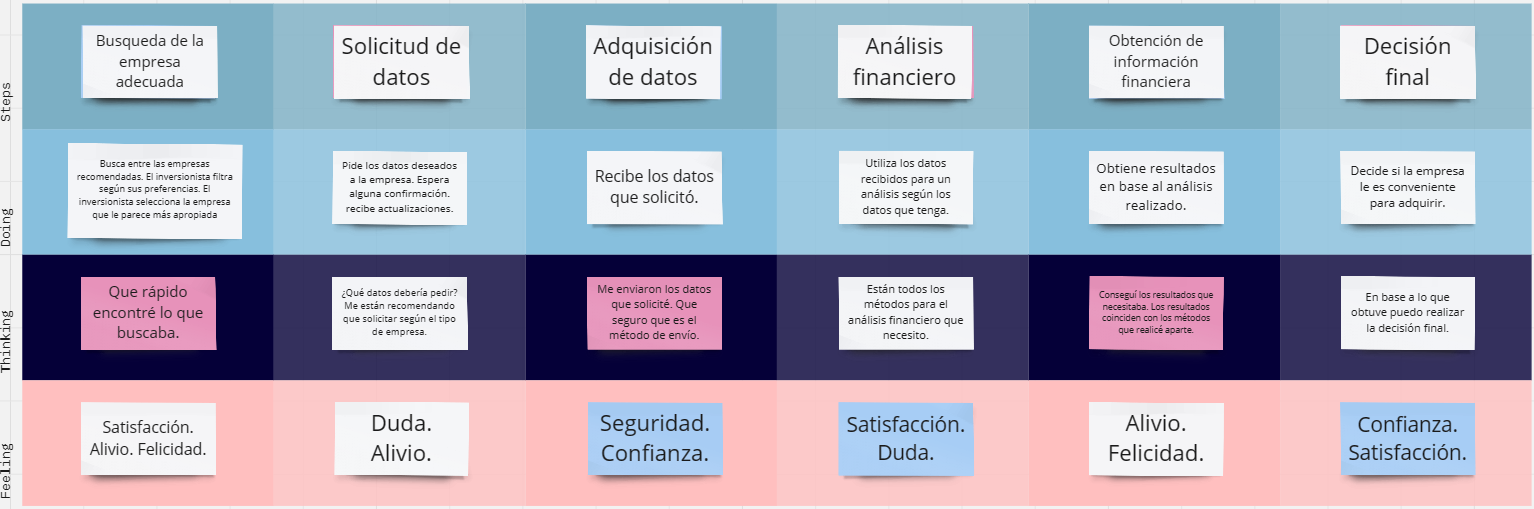 Steps
Busqueda de la
empresa
adecuada
Solicitud de
datos
Adquisición
de datos
Análisis
financiero
Obtención de
información
financiera
Decisión
final
Doing
Busca entre las empresas
recomendadas. El inversionista filtra
según sus preferencias. El
inversionista selecciona la empresa
que le parece más apropiada
Pide los datos deseados
a la empresa. Espera
alguna confirmación.
recibe actualizaciones.
Recibe los datos
que solicitó.
Utiliza los datos
recibidos para un
análisis según los
datos que tenga.
Obtiene resultados
en base al análisis
realizado.
Decide si la empresa
le es conveniente
para adquirir.
Thinking
Que rápido
encontré lo que
buscaba.
¿Qué datos debería pedir?
Me están recomendando
que solicitar según el tipo
de empresa.
Me enviaron los datos
que solicité. Que
seguro que es el
método de envío.
Están todos los
métodos para el
análisis financiero que
necesito.
Conseguí los resultados que
necesitaba. Los resultados
coinciden con los métodos
que realicé aparte.
En base a lo que
obtuve puedo realizar
la decisión final.
Feeling
Satisfacción.
Alivio. Felicidad.
Duda.
Alivio.
Seguridad.
Confianza.
Satisfacción.
Duda.
Alivio.
Felicidad.
Confianza.
Satisfacción.